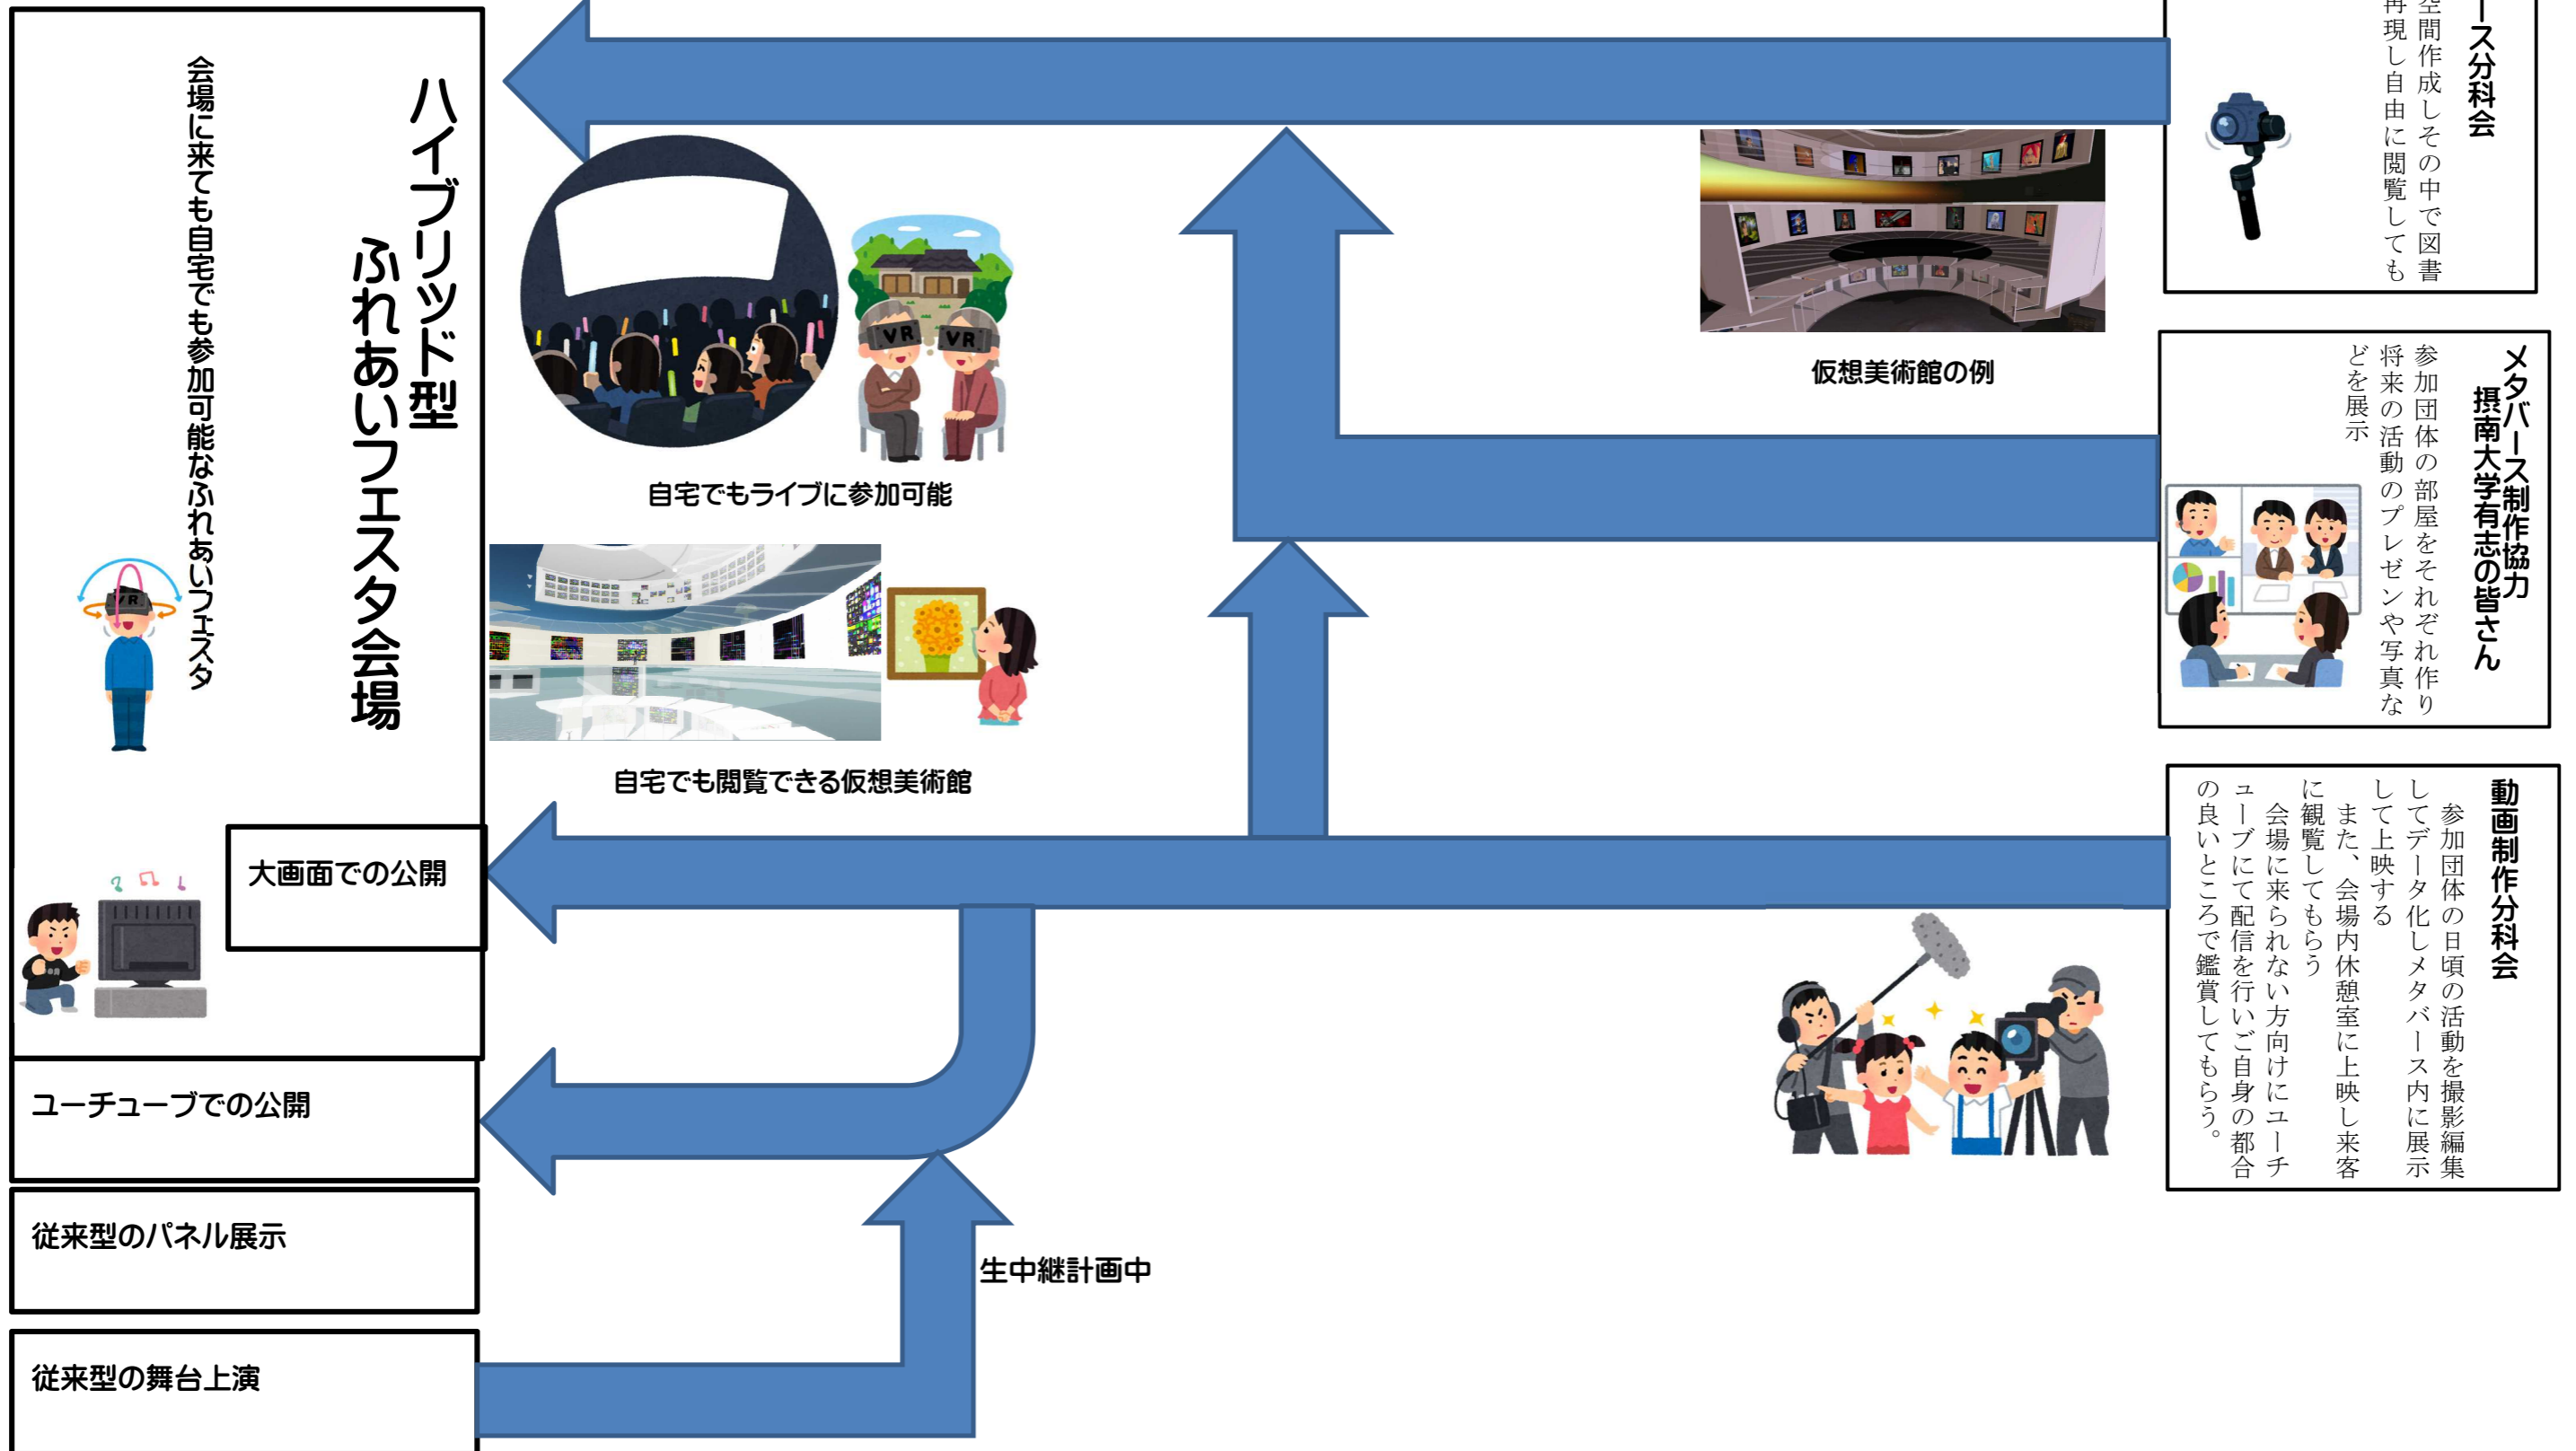 ース分科会
空間作成しその中で図書
再現し自由に閲覧しても
メタバース制作協力
摂南大学有志の皆さん
参加団体の部屋をそれぞれ作り
将来の活動のプレゼンや写真な
どを展示
動画制作分科会
参加団体の日頃の活動を撮影編集
してデータ化しメタバース内に展示
して上映する
また、会場内休憩室に上映し来客
に観覧してもらう
会場に来られない方向けにユーチ
ューブにて配信を行いご自身の都合
の良いところで鑑賞してもらう。
仮想美術館の例
VR
VR
自宅でもライブに参加可能
自宅でも閲覧できる仮想美術館
生中継計画中
ハイブリッド型
ふれあいフェスタ会場
会場に来ても自宅でも参加可能なふれあいフェスタ
VR
大画面での公開
ユーチューブでの公開
従来型のパネル展示
従来型の舞台上演